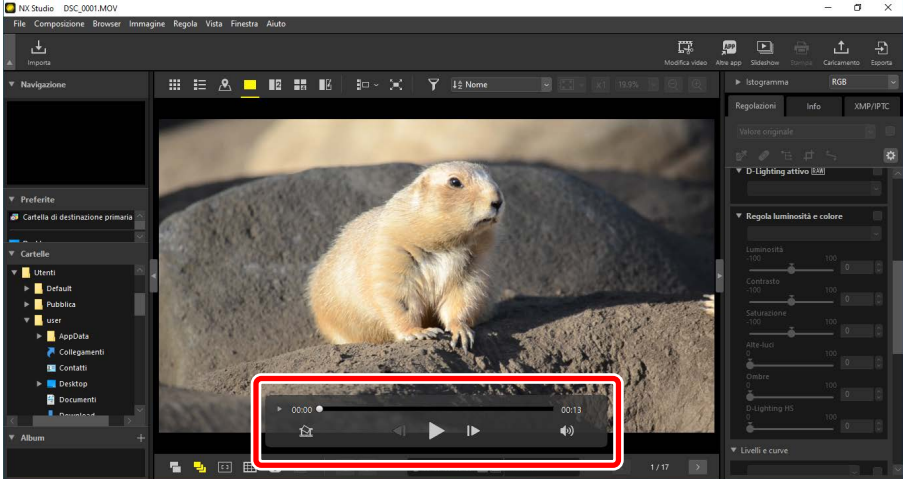 NX Studio DSC_0001.MOV
File Composizione Browser Immagine Regola Vista Finestra Aiuto
Importa
Modifica video Altre app Slideshow Stampa Caricamento Esporta
Navigazione
Nome
x1 19.9%
Istogramma RGB
Regolazioni Info XMP/IPTC
Valore originale
Preferite
Cartella di destinazione primaria
Cartelle
Utenti
Default
Pubblica
user
AppData
Collegamenti
Contatti
Desktop
Documenti
Download
Album
D-Lighting attivo RAW
Regola luminosità e colore
Luminosità
-100 100
0
Contrasto
-100 100
0
Saturazione
-100 100
0
Alte-luci
0 100
0
Ombre
0 100
0
D-Lighting HS
0 100
0
Livelli e curve
00:00 00:13
1/17